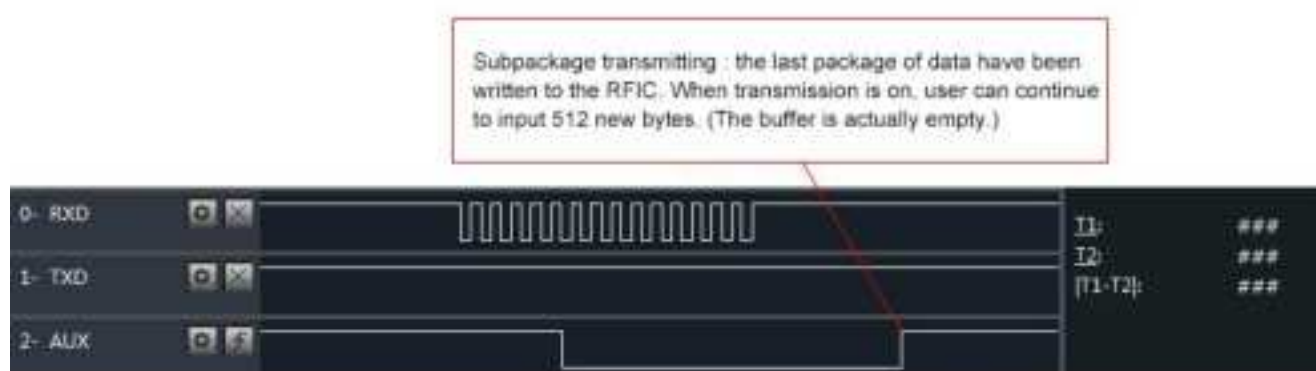 Subpackage transmitting : the last package of data have been
written to the RFIC. When transmission is on, user can continue
to input 512 new bytes. (The buffer is actually empty.)
0- RXD
T1: ###
1- TXD
T2: ###
|T1-T2|: ###
2- AUX